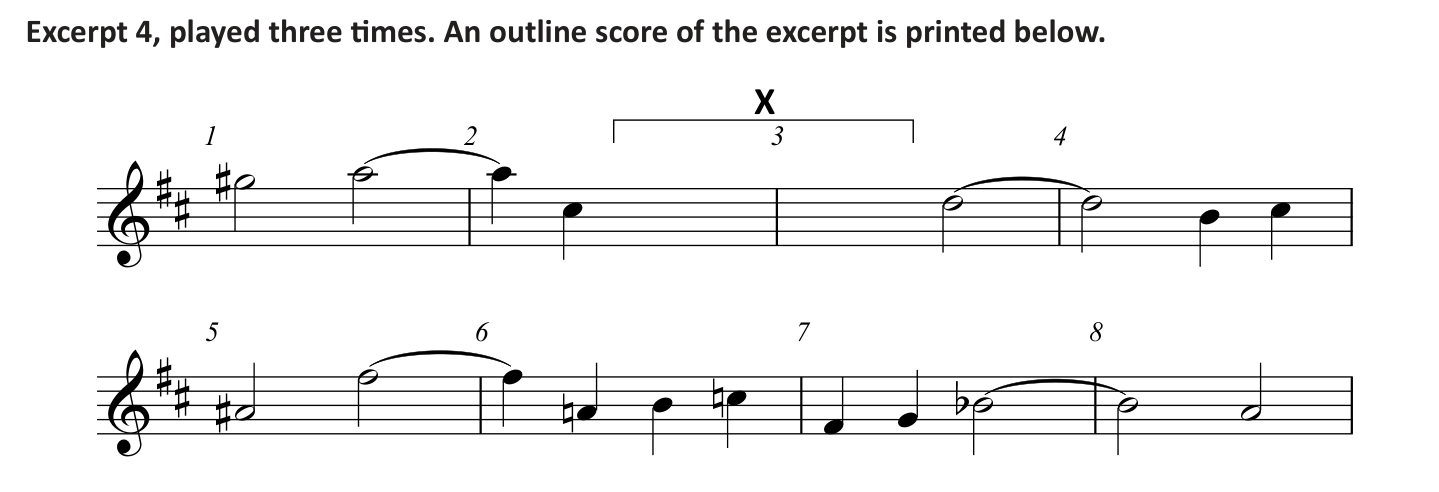 Excerpt 4, played three times. An outline score of the excerpt is printed below.
X
1 2 3 4
5 6 7 8